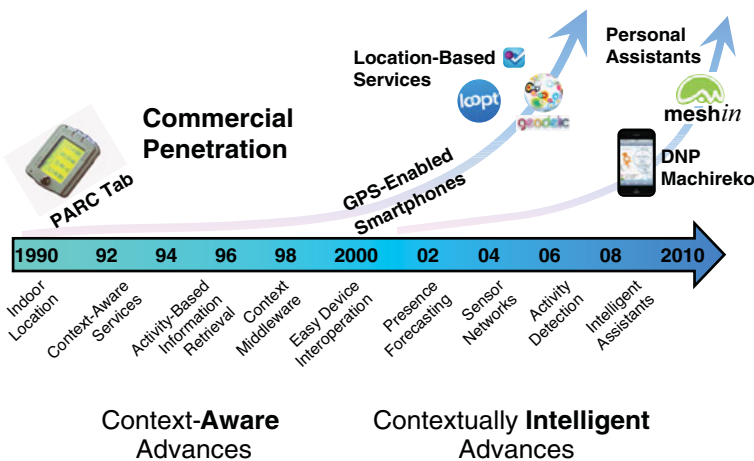 Location-Based
Services
Personal
Assistants
loopt
geodelic
meshin
Commercial
Penetration
DNP
Machireko
PARC Tab
GPS-Enabled
Smartphones
1990 92 94 96 98 2000 02 04 06 08 2010
Indoor
Location
Context-Aware
Services
Activity-Based
Information
Retrieval
Context
Middleware
Easy Device
Interoperation
Presence
Forecasting
Sensor
Networks
Activity
Detection
Intelligent
Assistants
Context-Aware
Advances
Contextually Intelligent
Advances